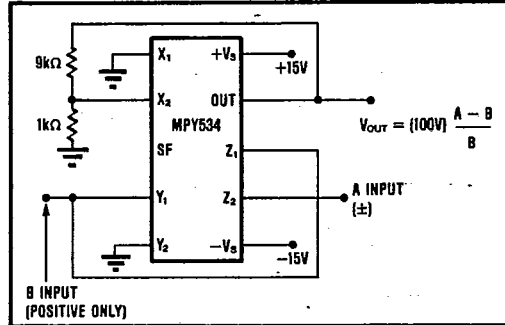 9kΩ
1kΩ
X₁
X₂
SF
Y₁
Y₂
MPY534
+Vₛ
OUT
Z₁
Z₂
−Vₛ
+15V
VOUT = (100V) A − B / B
A INPUT
(±)
−15V
B INPUT
(POSITIVE ONLY)